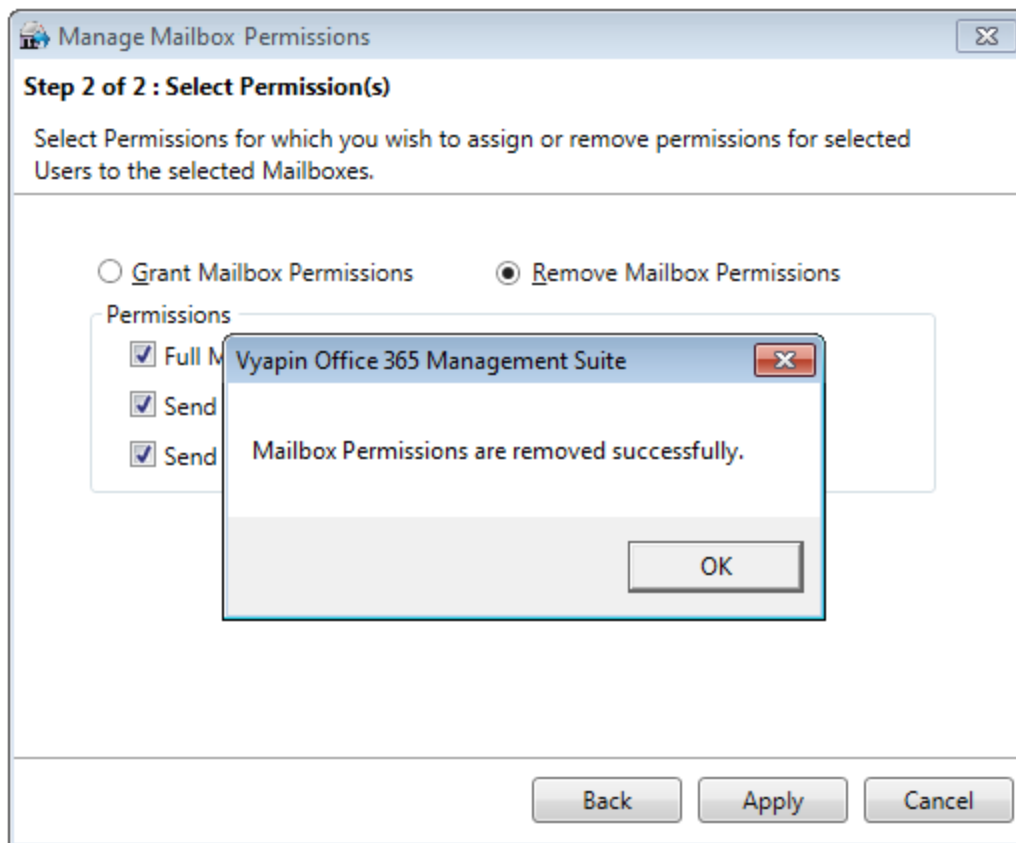 Manage Mailbox Permissions
Step 2 of 2 : Select Permission(s)
Select Permissions for which you wish to assign or remove permissions for selected
Users to the selected Mailboxes.
Grant Mailbox Permissions
Remove Mailbox Permissions
Permissions
Full M
Send
Send
Vyapin Office 365 Management Suite
Mailbox Permissions are removed successfully.
OK
Back
Apply
Cancel